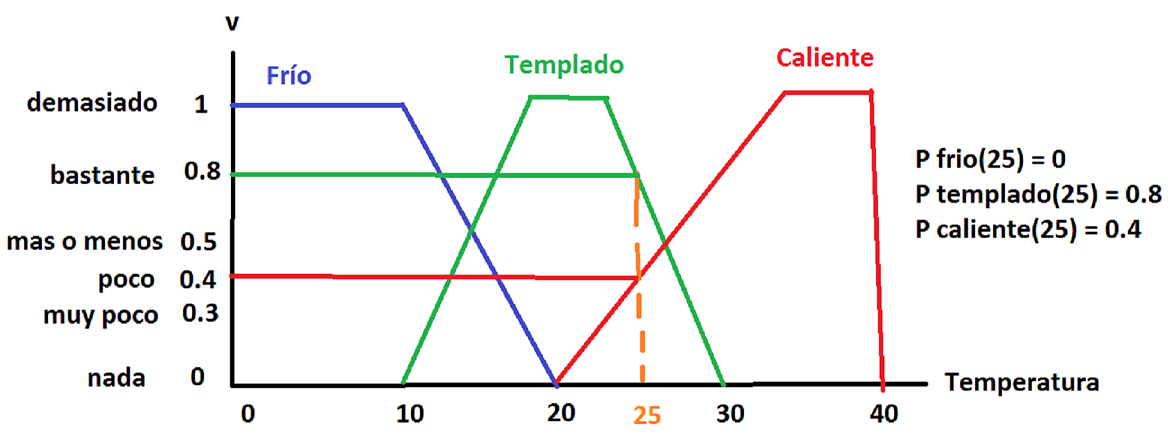 v
Frío
Templado
Caliente
demasiado 1
bastante 0.8
mas o menos 0.5
poco 0.4
muy poco 0.3
nada 0
P frio(25) = 0
P templado(25) = 0.8
P caliente(25) = 0.4
Temperatura
0 10 20 25 30 40